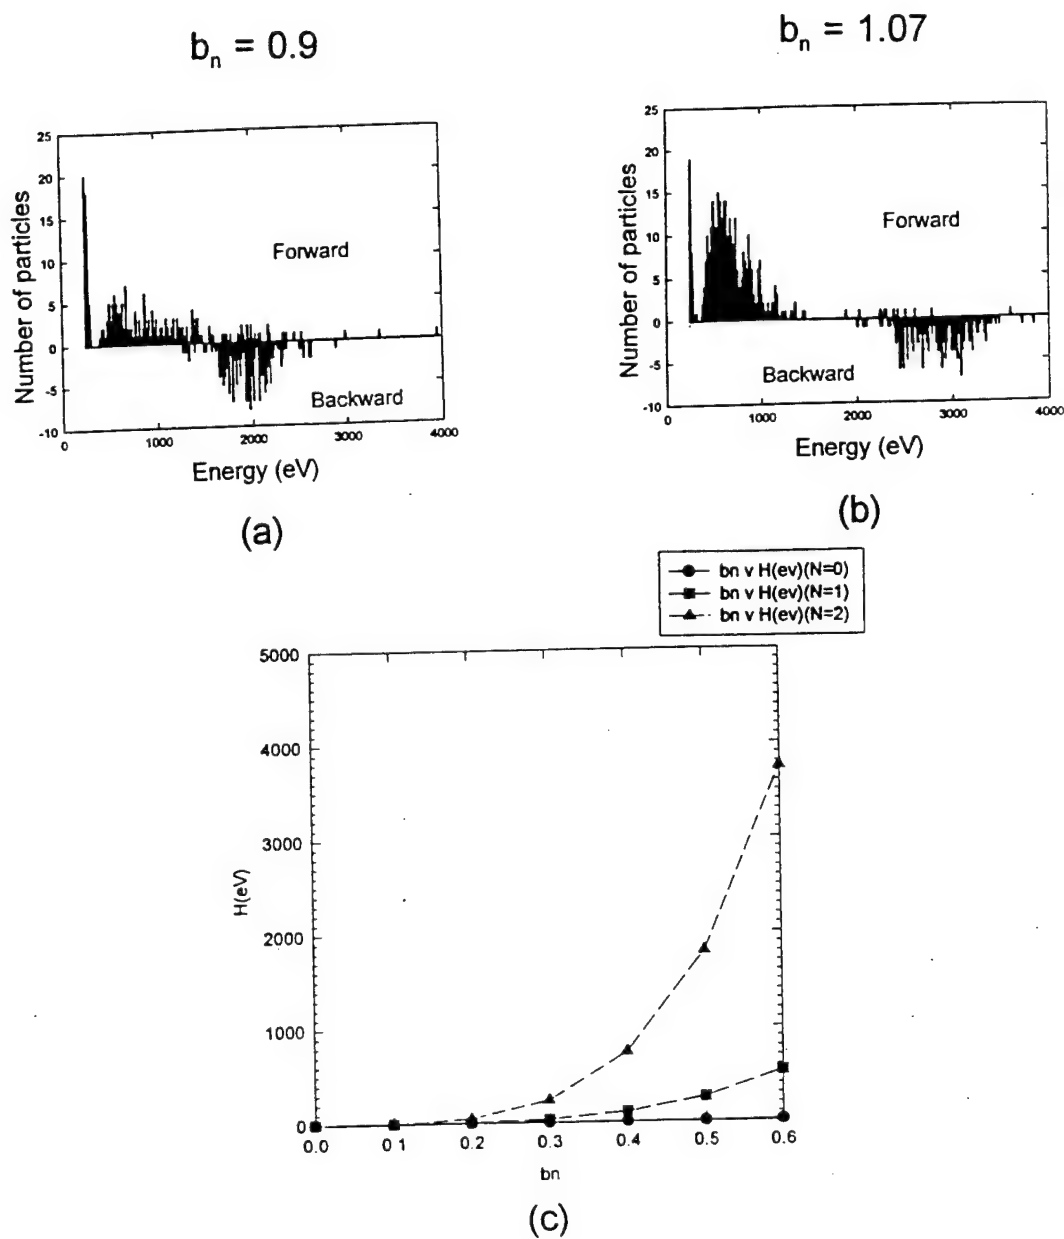 b_n = 0.9
b_n = 1.07
25
20
15
10
5
0
-5
-10
Number of particles
Forward
Backward
0 1000 2000 3000 4000
Energy (eV)
(a)
25
20
15
10
5
0
-5
-10
Number of particles
Forward
Backward
0 1000 2000 3000 4000
Energy (eV)
(b)
bn v H(ev)(N=0)
bn v H(ev)(N=1)
bn v H(ev)(N=2)
5000
4000
3000
2000
1000
0
H(eV)
0.0 0 1 0.2 0.3 0.4 0.5 0.6
bn
(c)